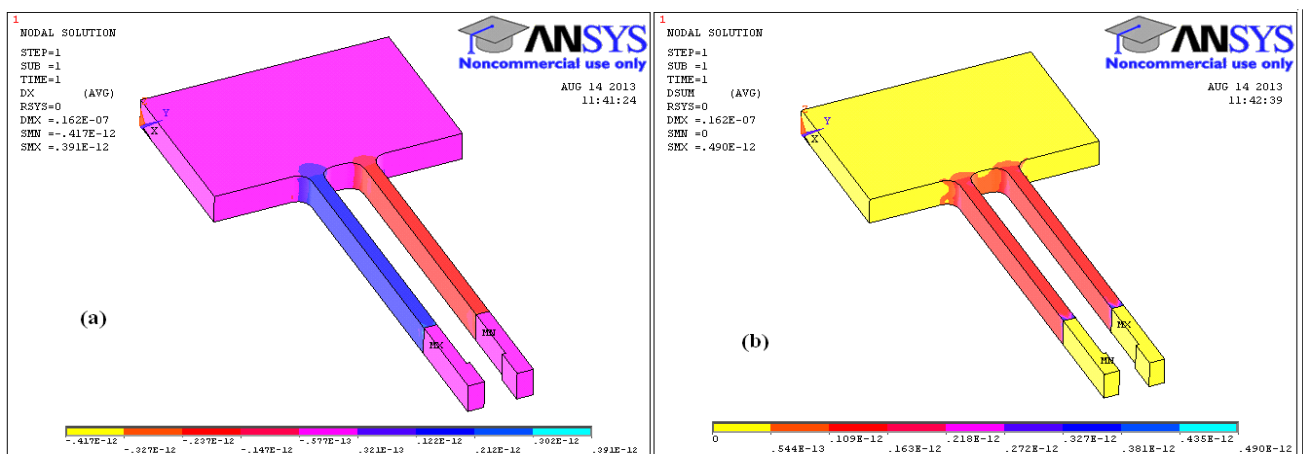 1
NODAL SOLUTION
STEP=1
SUB =1
TIME=1
DX (AVG)
RSYS=0
DMX =.162E-07
SMN =-.417E-12
SMX =.391E-12
ANSYS
Noncommercial use only
AUG 14 2013
11:41:24
Z
Y
X
MX
MN
(a)
-.417E-12
-.327E-12
-.237E-12
-.147E-12
-.577E-13
.321E-13
.122E-12
.212E-12
.302E-12
.391E-12
1
NODAL SOLUTION
STEP=1
SUB =1
TIME=1
DSUM (AVG)
RSYS=0
DMX =.162E-07
SMN =0
SMX =.490E-12
ANSYS
Noncommercial use only
AUG 14 2013
11:42:39
Z
Y
X
MX
MN
(b)
0
.544E-13
.109E-12
.163E-12
.218E-12
.272E-12
.327E-12
.381E-12
.435E-12
.490E-12